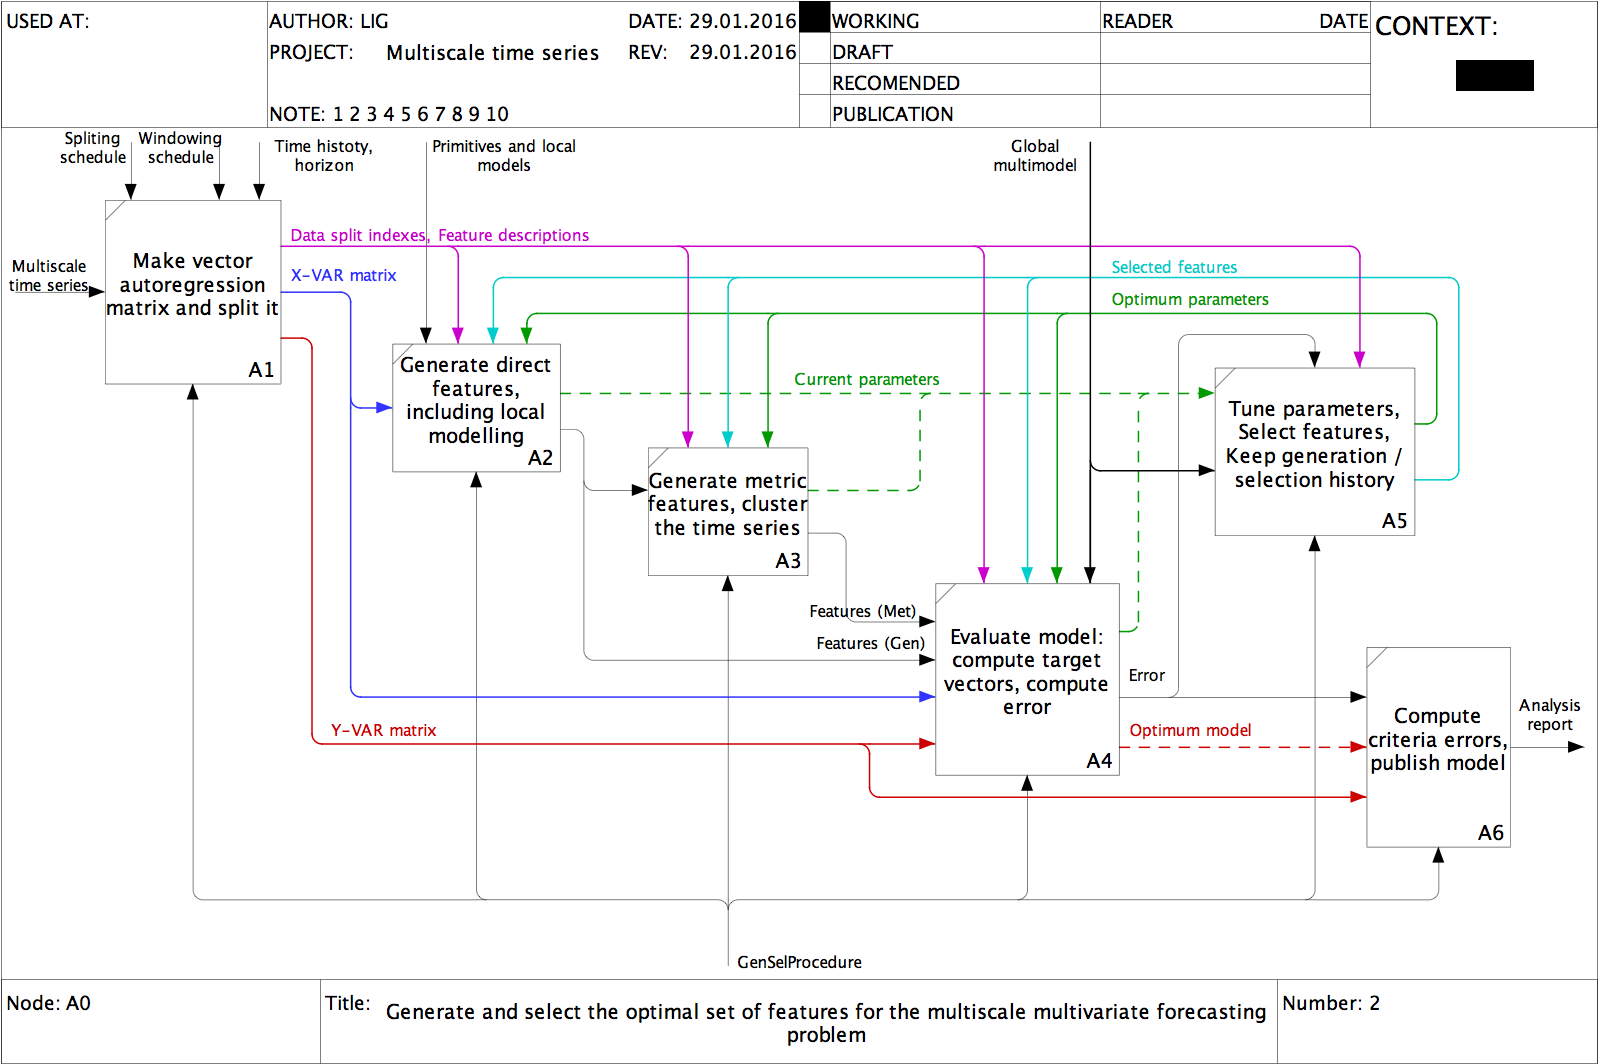 USED AT:
AUTHOR: LIG
DATE: 29.01.2016
PROJECT: Multiscale time series
REV: 29.01.2016
NOTE: 1 2 3 4 5 6 7 8 9 10
WORKING
DRAFT
RECOMENDED
PUBLICATION
READER
DATE
CONTEXT:
Spliting
schedule
Windowing
schedule
Time histoty,
horizon
Primitives and local
models
Global
multimodel
Multiscale
time series
Make vector
autoregression
matrix and split it
A1
Data split indexes, Feature descriptions
X-VAR matrix
Selected features
Optimum parameters
Generate direct
features,
including local
modelling
A2
Current parameters
Generate metric
features, cluster
the time series
A3
Tune parameters,
Select features,
Keep generation /
selection history
A5
Features (Met)
Features (Gen)
Evaluate model:
compute target
vectors, compute
error
A4
Error
Y-VAR matrix
Optimum model
Compute
criteria errors,
publish model
A6
Analysis
report
GenSelProcedure
Node: A0
Title:
Generate and select the optimal set of features for the multiscale multivariate forecasting
problem
Number: 2